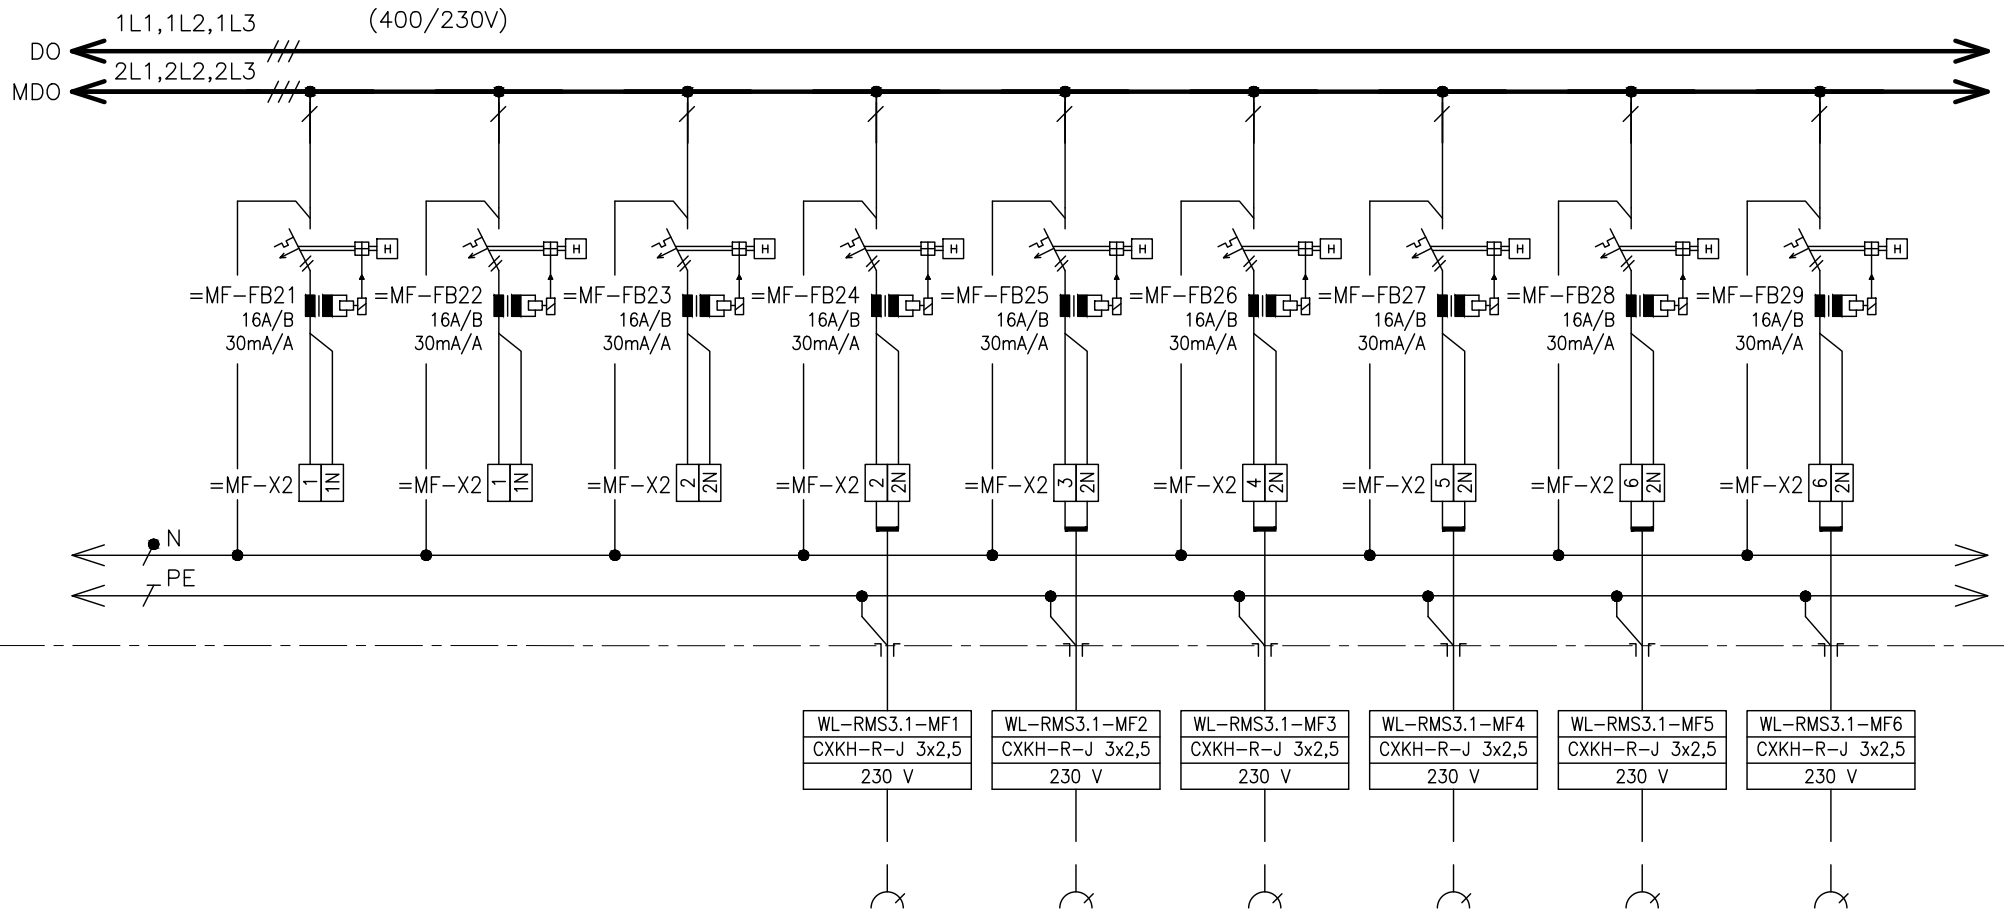 1L1,1L2,1L3 (400/230V)
DO
2L1,2L2,2L3
MDO
H H H H H H H H H
=MF-FB21 =MF-FB22 =MF-FB23 =MF-FB24 =MF-FB25 =MF-FB26 =MF-FB27 =MF-FB28 =MF-FB29
16A/B 16A/B 16A/B 16A/B 16A/B 16A/B 16A/B 16A/B 16A/B
30mA/A 30mA/A 30mA/A 30mA/A 30mA/A 30mA/A 30mA/A 30mA/A 30mA/A
=MF-X2 1 1N =MF-X2 1 1N =MF-X2 2 2N =MF-X2 2 2N =MF-X2 3 2N =MF-X2 4 2N =MF-X2 5 2N =MF-X2 6 2N =MF-X2 6 2N
N
PE
WL-RMS3.1-MF1 WL-RMS3.1-MF2 WL-RMS3.1-MF3 WL-RMS3.1-MF4 WL-RMS3.1-MF5 WL-RMS3.1-MF6
CXKH-R-J 3x2,5 CXKH-R-J 3x2,5 CXKH-R-J 3x2,5 CXKH-R-J 3x2,5 CXKH-R-J 3x2,5 CXKH-R-J 3x2,5
230 V 230 V 230 V 230 V 230 V 230 V